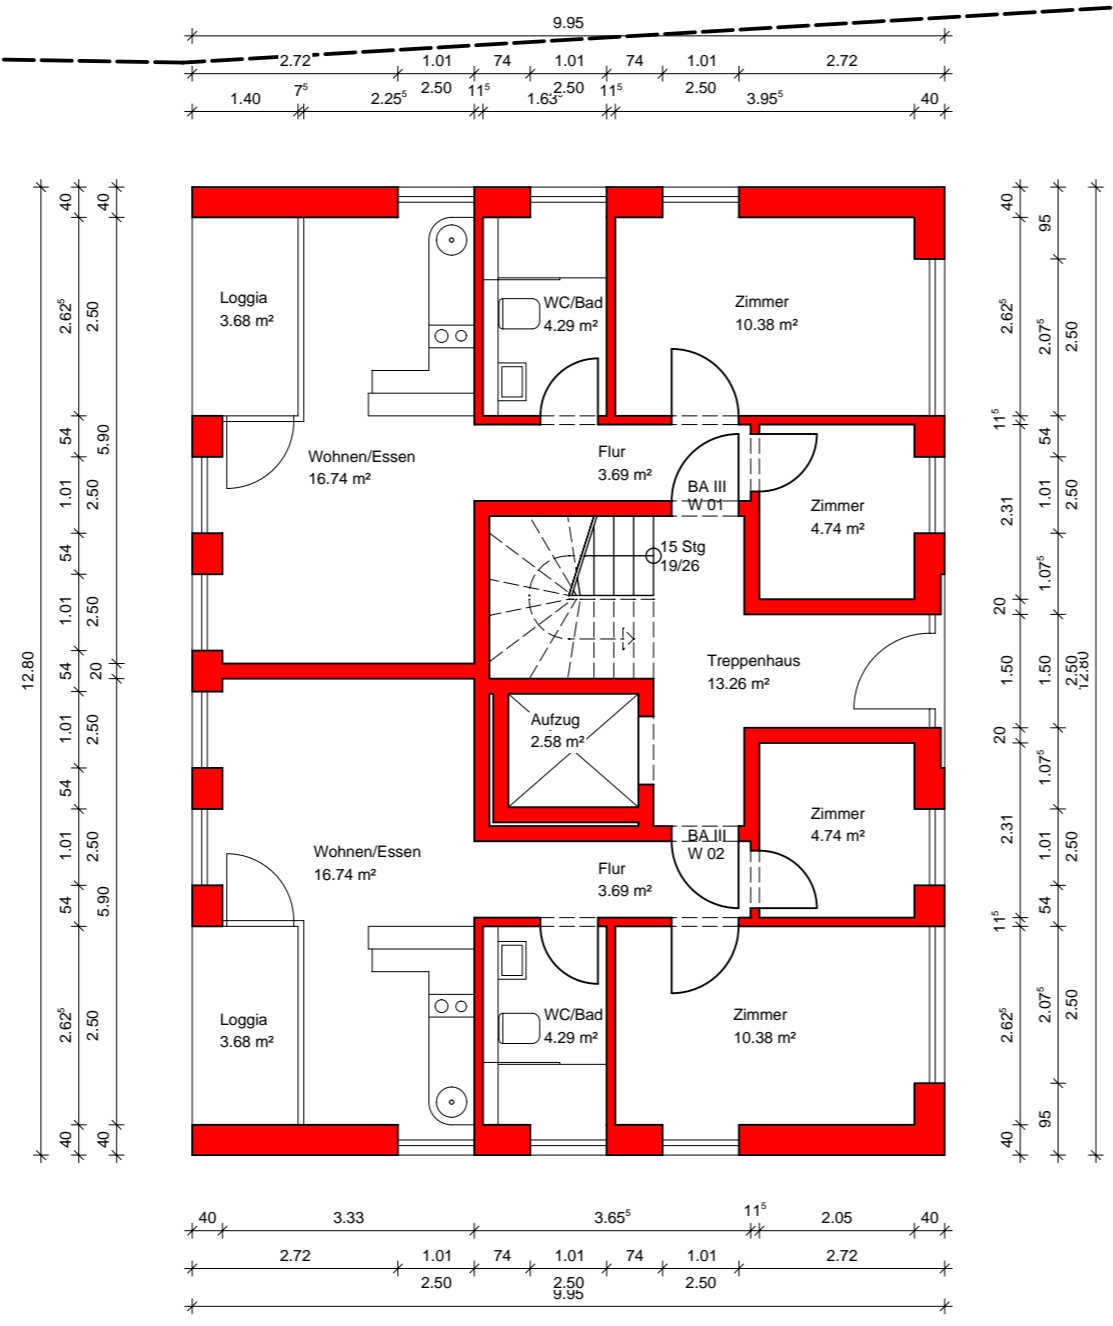 9.95
2.72 1.01 74 1.01 74 1.01 2.72
2.50 2.50 2.50
1.40 7⁵ 2.25⁵ 11⁵ 1.63⁵ 11⁵ 3.95⁵ 40
40 40 40 95
2.62⁵ 2.50 2.62⁵ 2.07⁵ 2.50
Loggia
3.68 m²
WC/Bad
4.29 m²
Zimmer
10.38 m²
54 5.90 11⁵ 54
Wohnen/Essen
16.74 m²
Flur
3.69 m²
BA III
W 01
Zimmer
4.74 m²
1.01 2.50 2.31 1.01 2.50
54 1.07⁵
15 Stg
19/26
1.01 2.50 20
12.80
54 20 1.50 1.50 2.50 12.80
Treppenhaus
13.26 m²
Aufzug
2.58 m²
1.01 2.50 20 1.07⁵
54
Zimmer
4.74 m²
BA III
W 02
1.01 2.50 2.31 1.01 2.50
Wohnen/Essen
16.74 m²
Flur
3.69 m²
54 5.90 11⁵ 54
Loggia
3.68 m²
WC/Bad
4.29 m²
Zimmer
10.38 m²
2.62⁵ 2.50 2.62⁵ 2.07⁵ 2.50
40 40 40 95
40 3.33 3.65⁵ 11⁵ 2.05 40
2.72 1.01 74 1.01 74 1.01 2.72
2.50 2.50 2.50
9.95